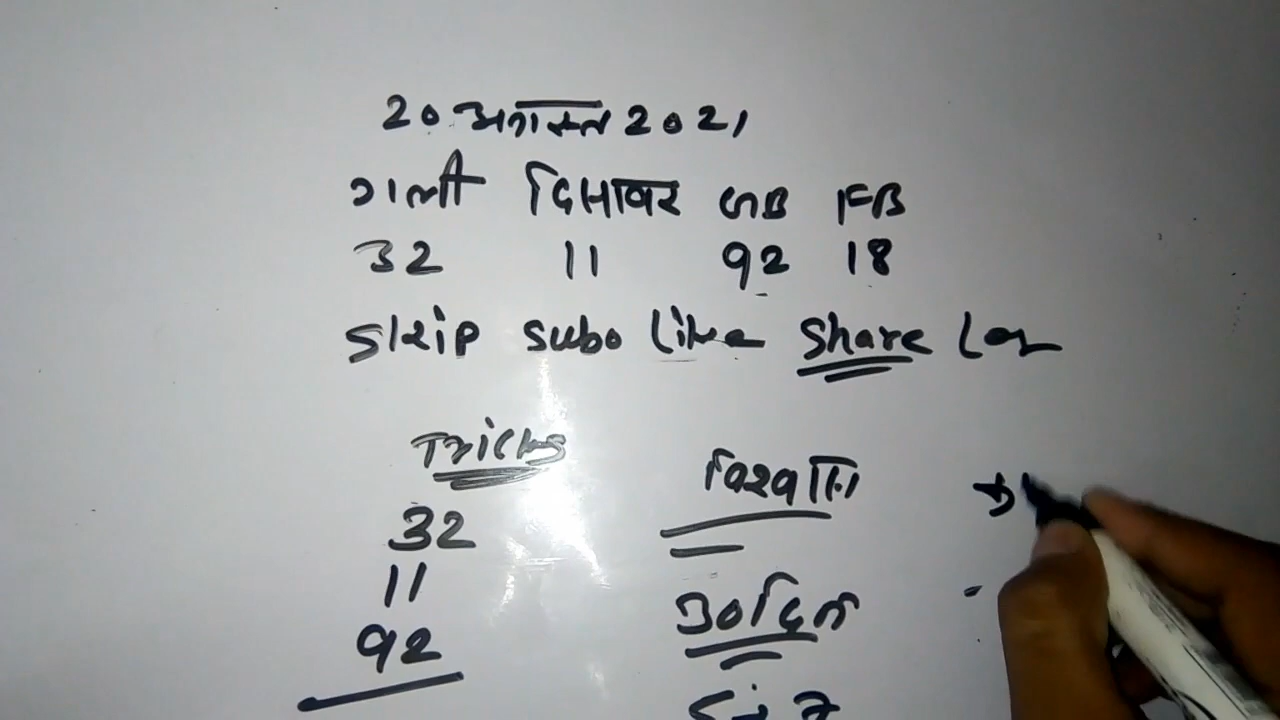 20 अगस्त 2021
गली दिसावर GB FB
32 11 92 18
Skip subo like share
Tricks
32
11
92
30 दिन